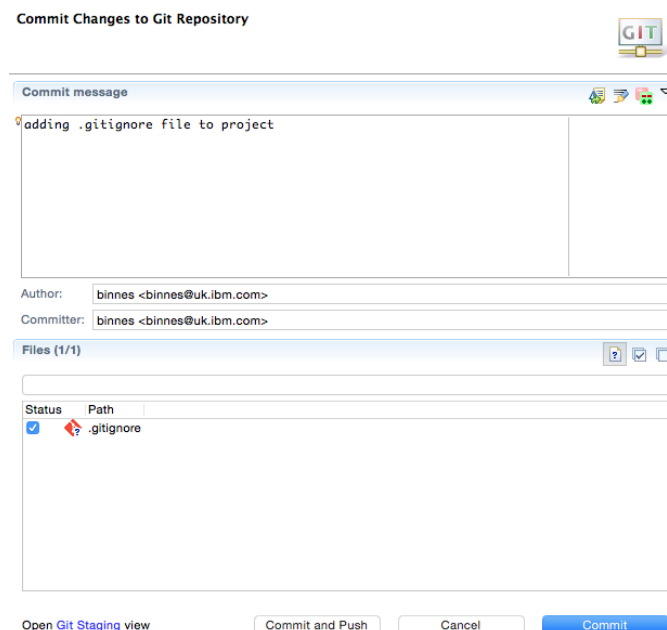 Commit Changes to Git Repository
GIT
Commit message
adding .gitignore file to project
Author:
binnes <binnes@uk.ibm.com>
Committer:
binnes <binnes@uk.ibm.com>
Files (1/1)
Status Path
.gitignore
Open Git Staging view
Commit and Push
Cancel
Commit